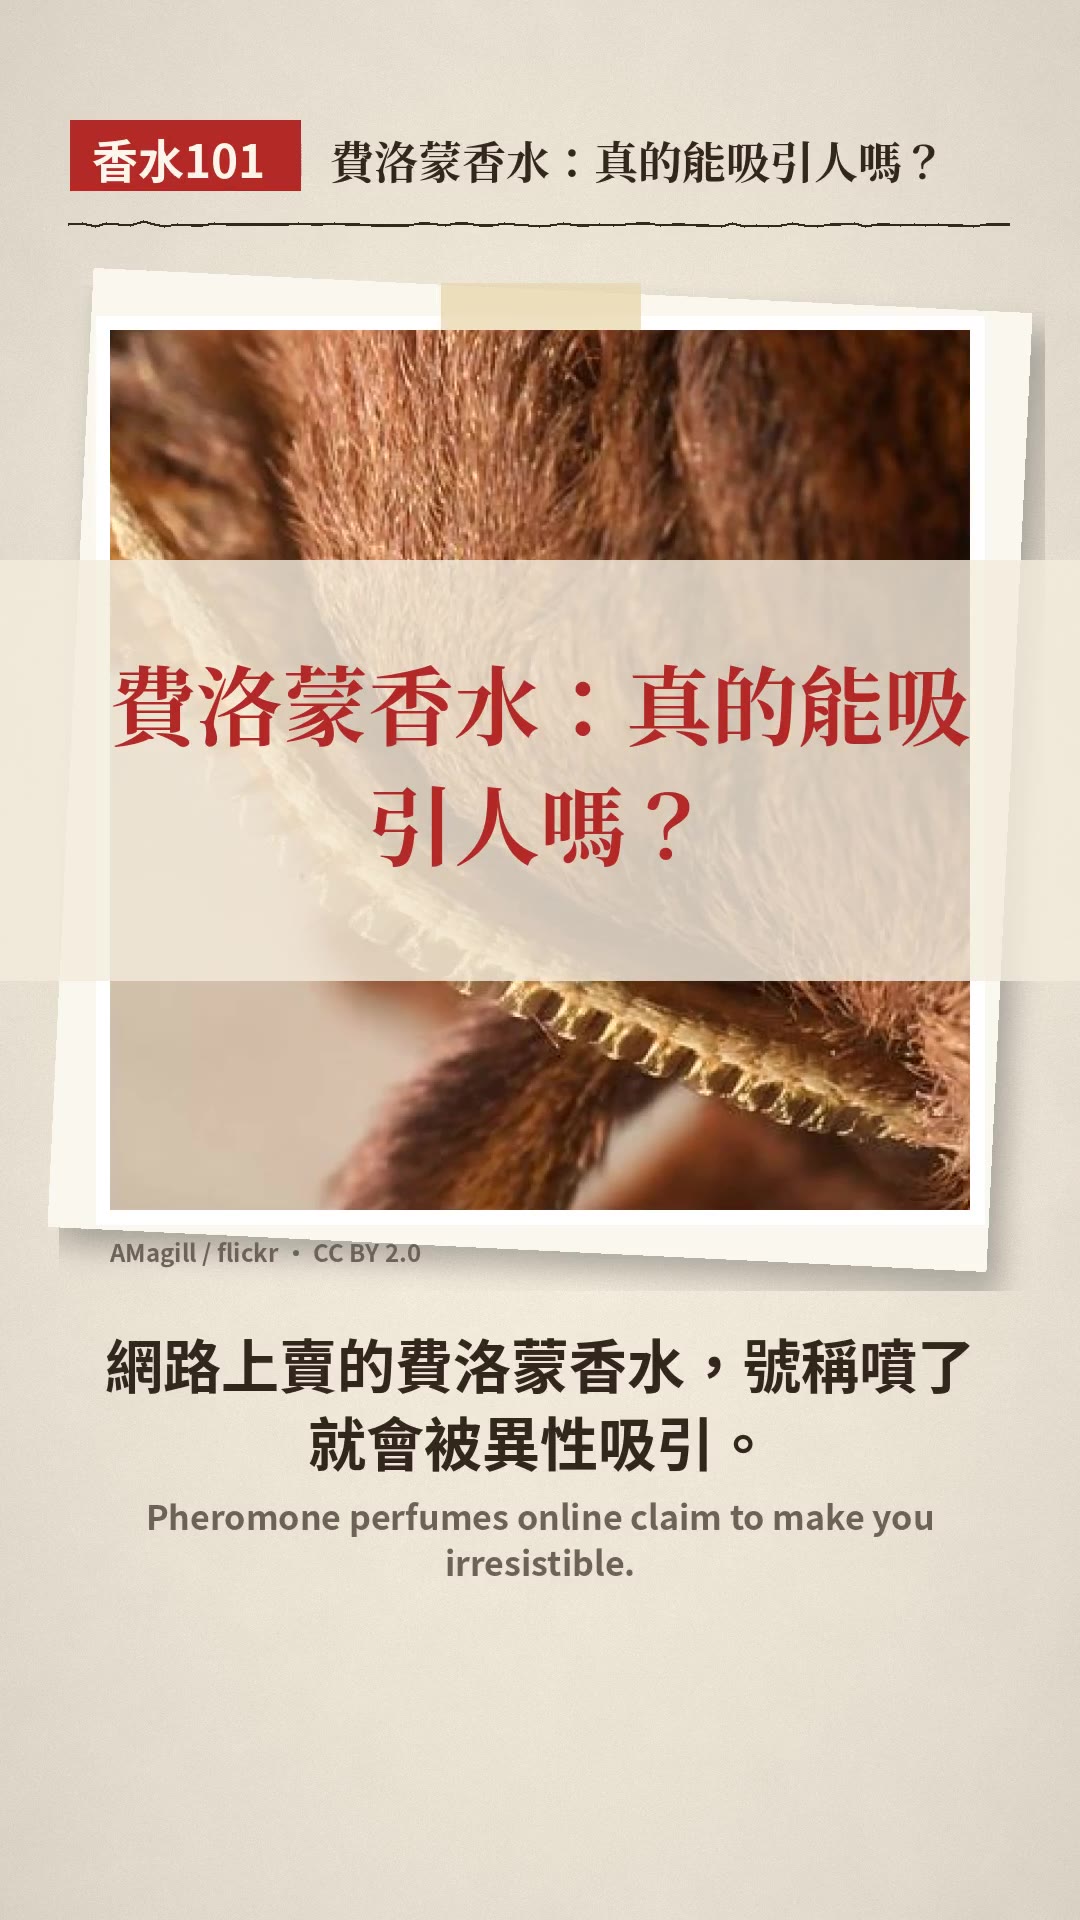 香水101
費洛蒙香水：真的能吸引人嗎？
費洛蒙香水：真的能吸
引人嗎？
AMagill / flickr · CC BY 2.0
網路上賣的費洛蒙香水，號稱噴了
就會被異性吸引。
Pheromone perfumes online claim to make you
irresistible.